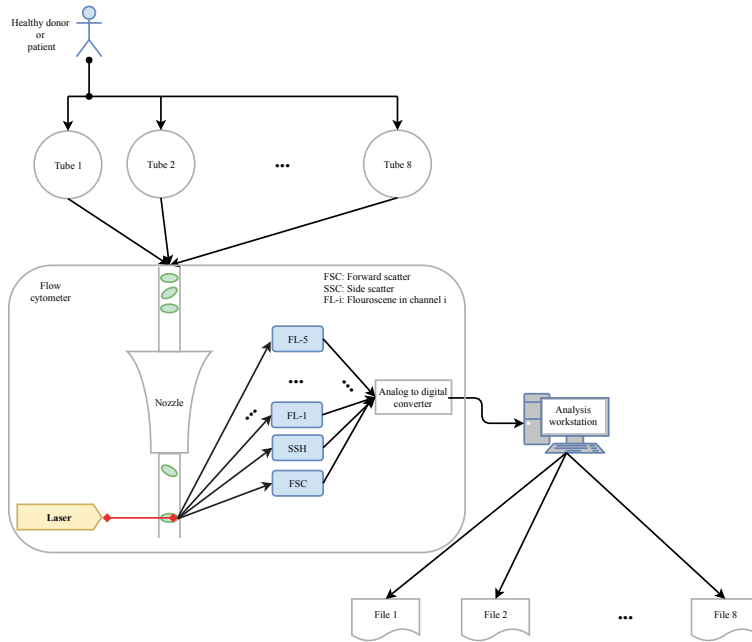 Healthy donor
or
patient
Tube 1
Tube 2
...
Tube 8
Flow
cytometer
FSC: Forward scatter
SSC: Side scatter
FL-i: Flouroscene in channel i
FL-5
...
...
...
FL-1
SSH
FSC
Nozzle
Analog to digital
converter
Analysis
workstation
Laser
File 1
File 2
...
File 8